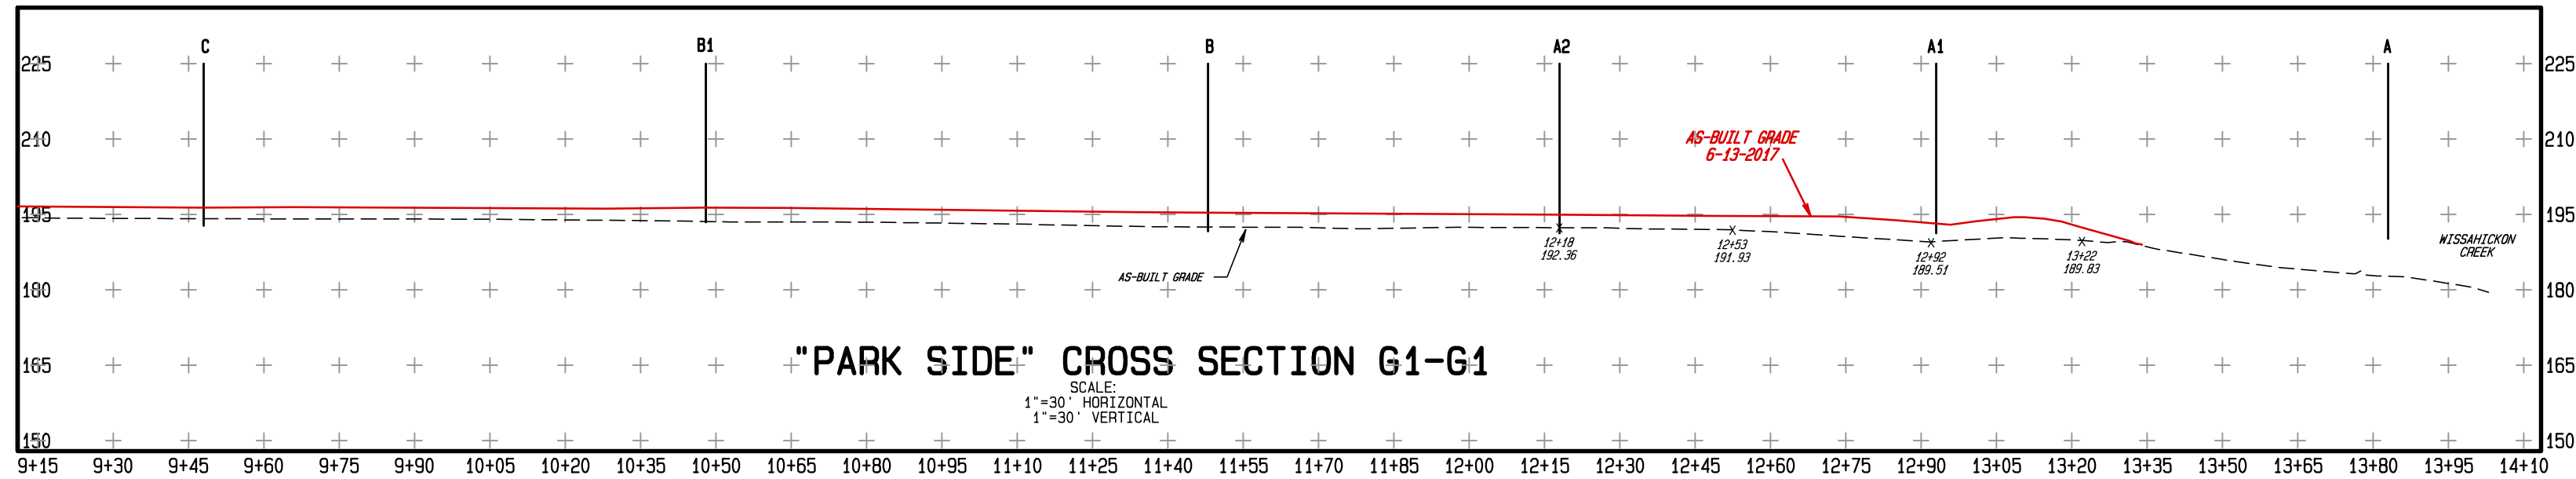 C B1 B A2 A1 A
225 225
210 210
AS-BUILT GRADE
6-13-2017
195 195
12+18
192.36
12+53
191.93
12+92
189.51
13+22
189.83
WISSAHICKON
CREEK
AS-BUILT GRADE
180 180
165 165
"PARK SIDE" CROSS SECTION G1-G1
SCALE:
1"=30' HORIZONTAL
1"=30' VERTICAL
150 150
9+15 9+30 9+45 9+60 9+75 9+90 10+05 10+20 10+35 10+50 10+65 10+80 10+95 11+10 11+25 11+40 11+55 11+70 11+85 12+00 12+15 12+30 12+45 12+60 12+75 12+90 13+05 13+20 13+35 13+50 13+65 13+80 13+95 14+10